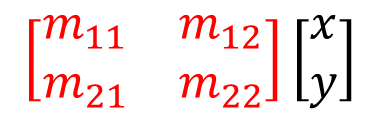 [m₁₁ m₁₂] [x]
[m₂₁ m₂₂] [y]